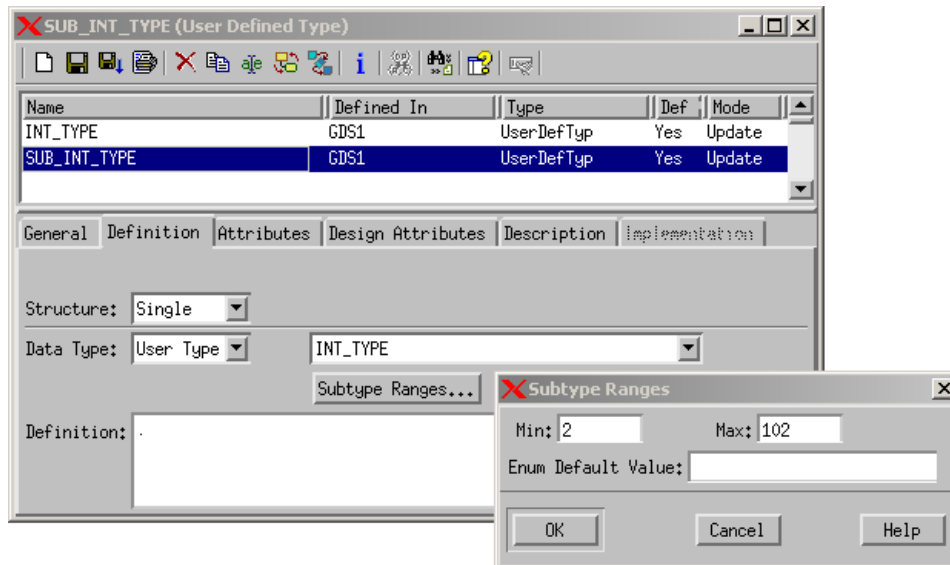 SUB_INT_TYPE (User Defined Type)
Name Defined In Type Def Mode
INT_TYPE GDS1 UserDefTyp Yes Update
SUB_INT_TYPE GDS1 UserDefTyp Yes Update
General Definition Attributes Design Attributes Description Implementation
Structure: Single
Data Type: User Type INT_TYPE
Subtype Ranges...
Definition: .
Subtype Ranges
Min: 2 Max: 102
Enum Default Value:
OK Cancel Help